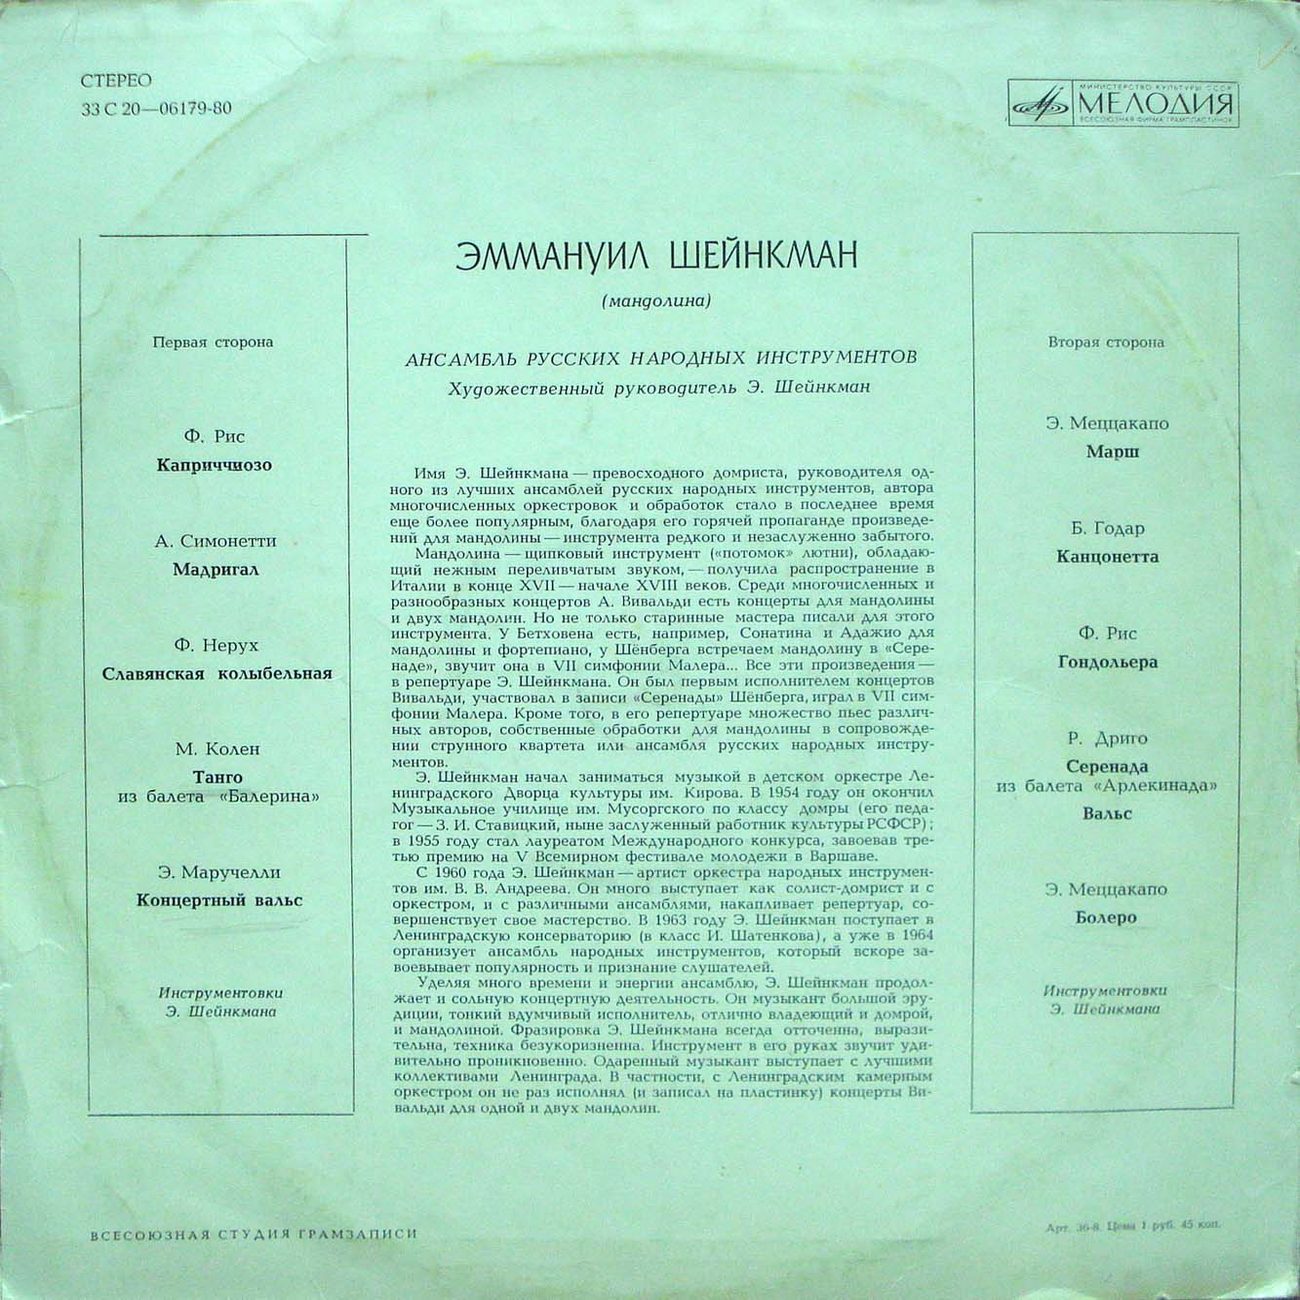 СТЕРЕО
33 С 20—06179-80
МИНИСТЕРСТВО КУЛЬТУРЫ СССР
МЕЛОДИЯ
ВСЕСОЮЗНАЯ ФИРМА ГРАМПЛАСТИНОК
Первая сторона
Ф. Рис
Каприччиозо
А. Симонетти
Мадригал
Ф. Нерух
Славянская колыбельная
М. Колен
Танго
из балета «Балерина»
Э. Маручелли
Концертный вальс
Инструментовки
Э. Шейнкмана
ЭММАНУИЛ ШЕЙНКМАН
(мандолина)
АНСАМБЛЬ РУССКИХ НАРОДНЫХ ИНСТРУМЕНТОВ
Художественный руководитель Э. Шейнкман
Имя Э. Шейнкмана — превосходного домриста, руководителя од-
ного из лучших ансамблей русских народных инструментов, автора
многочисленных оркестровок и обработок стало в последнее время
еще более популярным, благодаря его горячей пропаганде произведе-
ний для мандолины — инструмента редкого и незаслуженно забытого.
Мандолина — щипковый инструмент («потомок» лютни), обладаю-
щий нежным переливчатым звуком, — получила распространение в
Италии в конце XVII — начале XVIII веков. Среди многочисленных и
разнообразных концертов А. Вивальди есть концерты для мандолины
и двух мандолин. Но не только старинные мастера писали для этого
инструмента. У Бетховена есть, например, Сонатина и Адажио для
мандолины и фортепиано, у Шёнберга встречаем мандолину в «Сере-
наде», звучит она в VII симфонии Малера... Все эти произведения —
в репертуаре Э. Шейнкмана. Он был первым исполнителем концертов
Вивальди, участвовал в записи «Серенады» Шёнберга, играл в VII сим-
фонии Малера. Кроме того, в его репертуаре множество пьес различ-
ных авторов, собственные обработки для мандолины в сопровожде-
нии струнного квартета или ансамбля русских народных инстру-
ментов.
Э. Шейнкман начал заниматься музыкой в детском оркестре Ле-
нинградского Дворца культуры им. Кирова. В 1954 году он окончил
Музыкальное училище им. Мусоргского по классу домры (его педа-
гог — З. И. Ставицкий, ныне заслуженный работник культуры РСФСР);
в 1955 году стал лауреатом Международного конкурса, завоевав тре-
тью премию на V Всемирном фестивале молодежи в Варшаве.
С 1960 года Э. Шейнкман — артист оркестра народных инструмен-
тов им. В. В. Андреева. Он много выступает как солист-домрист и с
оркестром, и с различными ансамблями, накапливает репертуар, со-
вершенствует свое мастерство. В 1963 году Э. Шейнкман поступает в
Ленинградскую консерваторию (в класс И. Шатенкова), а уже в 1964
организует ансамбль народных инструментов, который вскоре за-
воевывает популярность и признание слушателей.
Уделяя много времени и энергии ансамблю, Э. Шейнкман продол-
жает и сольную концертную деятельность. Он музыкант большой эру-
диции, тонкий вдумчивый исполнитель, отлично владеющий и домрой,
и мандолиной. Фразировка Э. Шейнкмана всегда отточенна, вырази-
тельна, техника безукоризненна. Инструмент в его руках звучит уди-
вительно проникновенно. Одаренный музыкант выступает с лучшими
коллективами Ленинграда. В частности, с Ленинградским камерным
оркестром он не раз исполнял (и записал на пластинку) концерты Ви-
вальди для одной и двух мандолин.
Вторая сторона
Э. Меццакапо
Марш
Б. Годар
Канцонетта
Ф. Рис
Гондольера
Р. Дриго
Серенада
из балета «Арлекинада»
Вальс
Э. Меццакапо
Болеро
Инструментовки
Э. Шейнкмана
ВСЕСОЮЗНАЯ СТУДИЯ ГРАМЗАПИСИ
Арт. 36-8. Цена 1 руб. 45 коп.